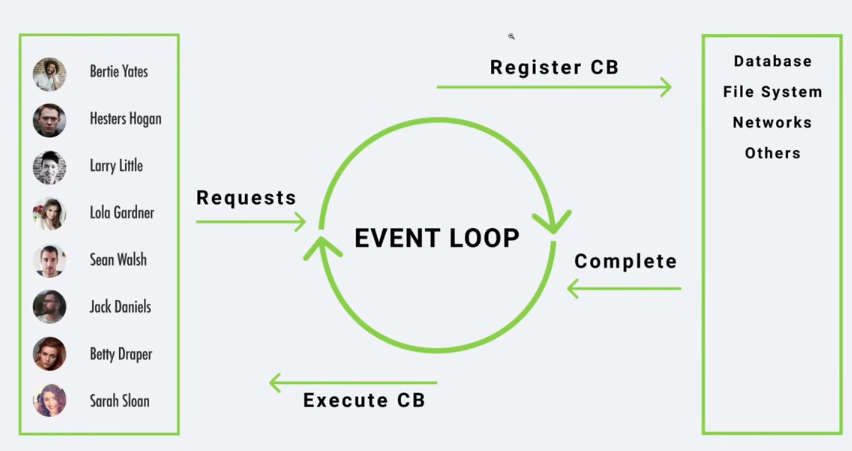 Bertie Yates
Hesters Hogan
Larry Little
Lola Gardner
Sean Walsh
Jack Daniels
Betty Draper
Sarah Sloan
Requests
Register CB
EVENT LOOP
Complete
Execute CB
Database
File System
Networks
Others